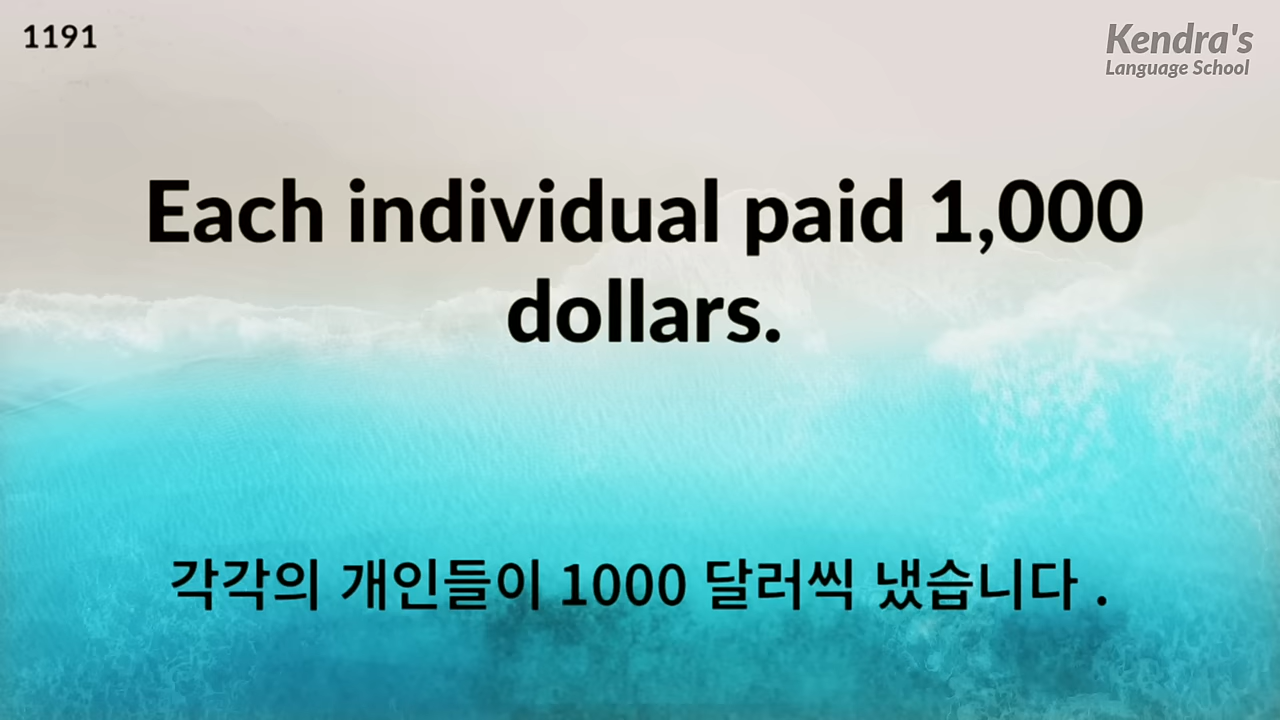 1191
Kendra's
Language School
Each individual paid 1,000
dollars.
각각의 개인들이 1000 달러씩 냈습니다 .